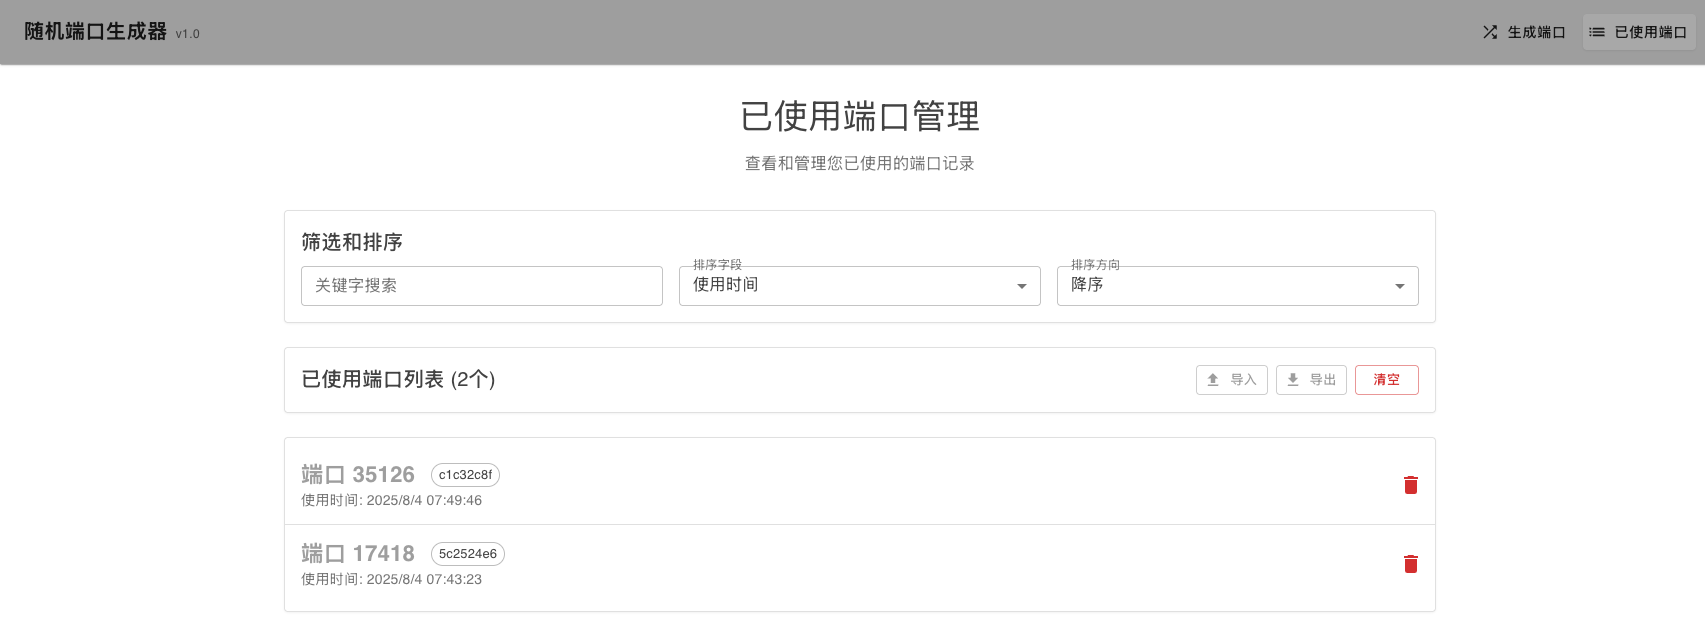 随机端口生成器 v1.0
生成端口
已使用端口
已使用端口管理
查看和管理您已使用的端口记录
筛选和排序
关键字搜索
排序字段
使用时间
排序方向
降序
已使用端口列表 (2个)
导入
导出
清空
端口 35126 c1c32c8f
使用时间: 2025/8/4 07:49:46
端口 17418 5c2524e6
使用时间: 2025/8/4 07:43:23